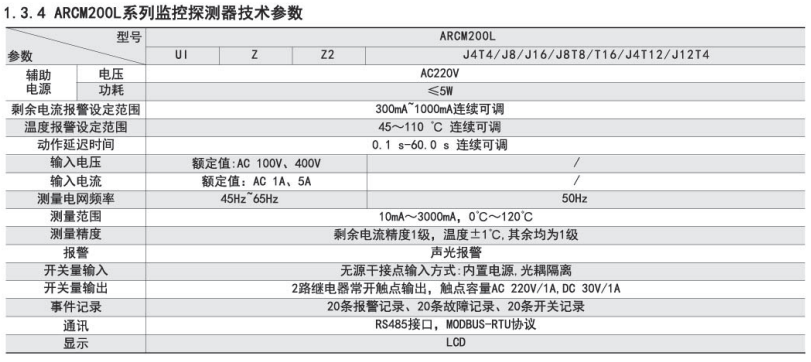 1.3.4 ARCM200L系列监控探测器技术参数
型号 ARCM200L
参数 UI Z Z2 J4T4/J8/J16/J8T8/T16/J4T12/J12T4
辅助电源 电压 AC220V
功耗 ≤5W
剩余电流报警设定范围 300mA~1000mA连续可调
温度报警设定范围 45～110 ℃ 连续可调
动作延迟时间 0.1 s-60.0 s 连续可调
输入电压 额定值:AC 100V、400V /
输入电流 额定值: AC 1A、5A /
测量电网频率 45Hz~65Hz 50Hz
测量范围 10mA～3000mA, 0℃～120℃
测量精度 剩余电流精度1级, 温度±1℃,其余均为1级
报警 声光报警
开关量输入 无源干接点输入方式:内置电源,光耦隔离
开关量输出 2路继电器常开触点输出, 触点容量AC 220V/1A,DC 30V/1A
事件记录 20条报警记录、20条故障记录、20条开关记录
通讯 RS485接口, MODBUS-RTU协议
显示 LCD